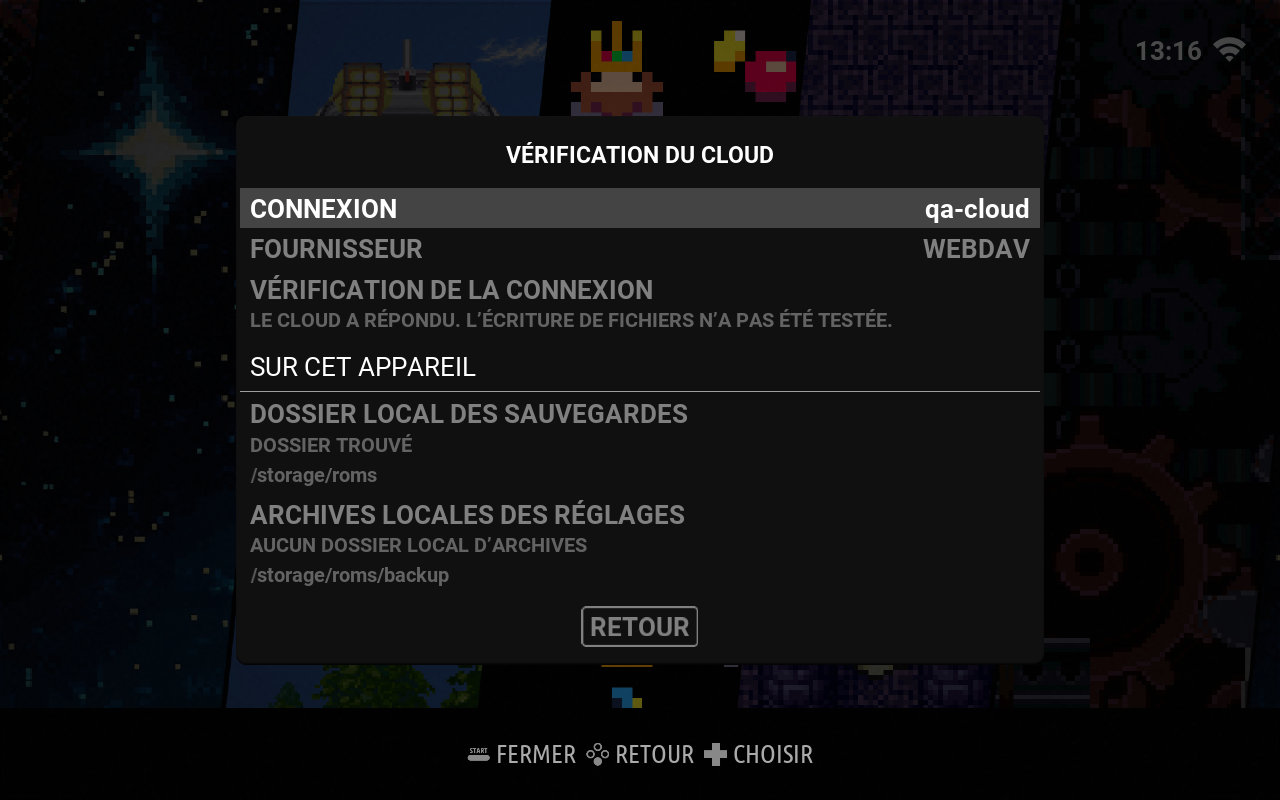 13:16
VÉRIFICATION DU CLOUD
CONNEXION qa-cloud
FOURNISSEUR WEBDAV
VÉRIFICATION DE LA CONNEXION
LE CLOUD A RÉPONDU. L’ÉCRITURE DE FICHIERS N’A PAS ÉTÉ TESTÉE.
SUR CET APPAREIL
DOSSIER LOCAL DES SAUVEGARDES
DOSSIER TROUVÉ
/storage/roms
ARCHIVES LOCALES DES RÉGLAGES
AUCUN DOSSIER LOCAL D’ARCHIVES
/storage/roms/backup
RETOUR
START FERMER RETOUR CHOISIR